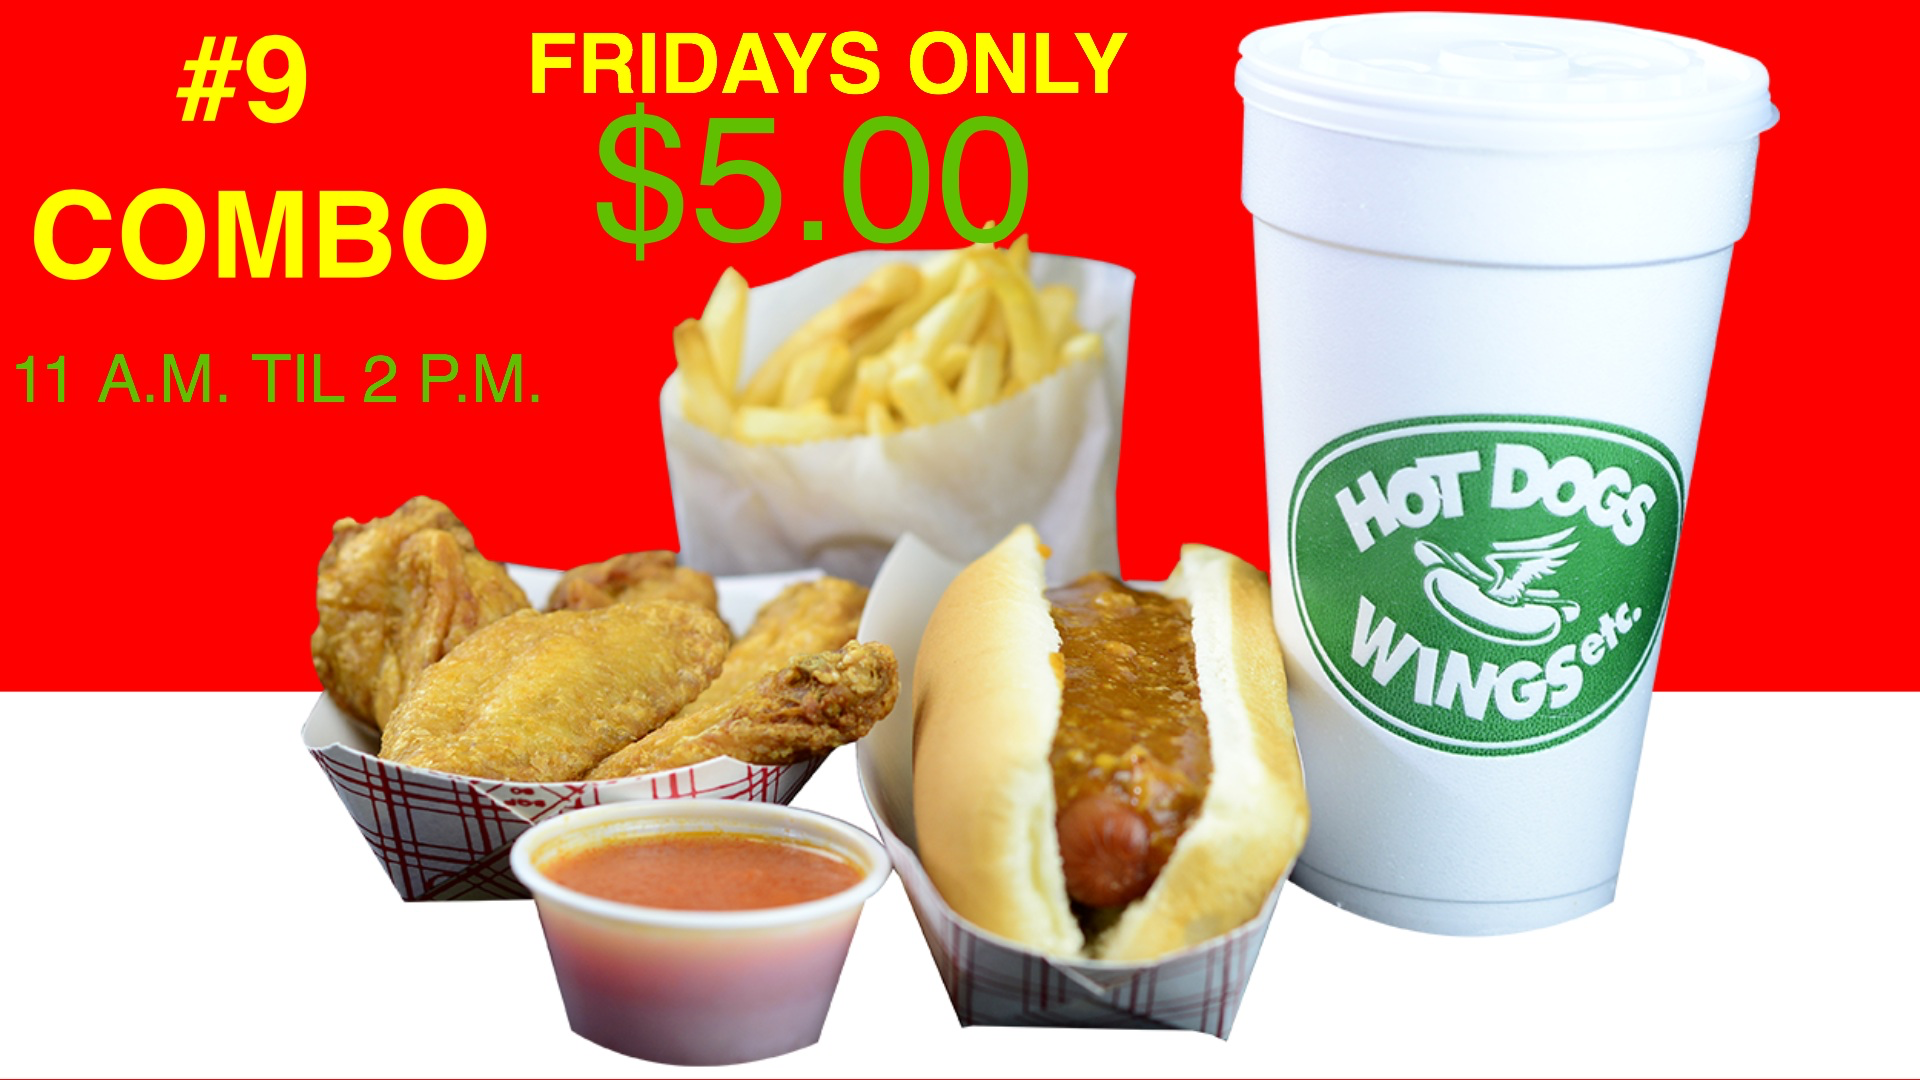 #9
COMBO
11 A.M. TIL 2 P.M.
FRIDAYS ONLY
$5.00
HOT DOGS
WINGS etc.